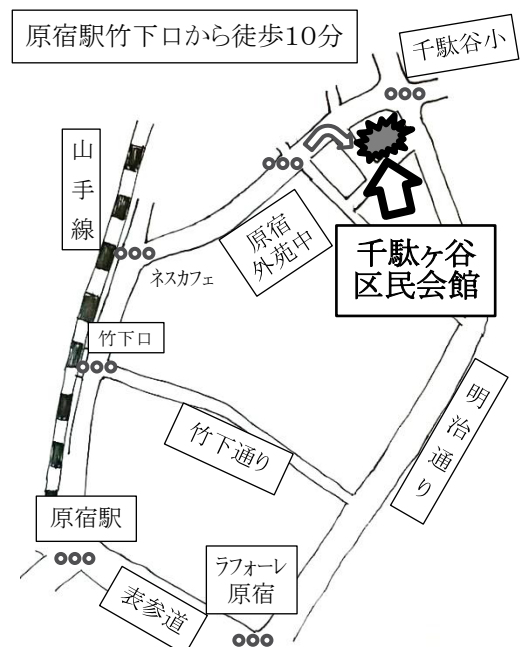 原宿駅竹下口から徒歩10分
千駄谷小
山手線
原宿
外苑中
ネスカフェ
千駄ヶ谷
区民会館
竹下口
明治通り
竹下通り
原宿駅
ラフォーレ
原宿
表参道